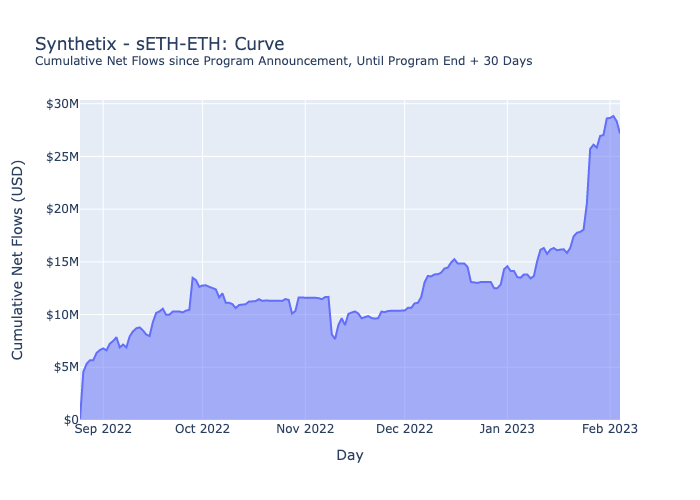 Synthetix - sETH-ETH: Curve
Cumulative Net Flows since Program Announcement, Until Program End + 30 Days
Cumulative Net Flows (USD)
$30M
$25M
$20M
$15M
$10M
$5M
$0
Sep 2022 Oct 2022 Nov 2022 Dec 2022 Jan 2023 Feb 2023
Day